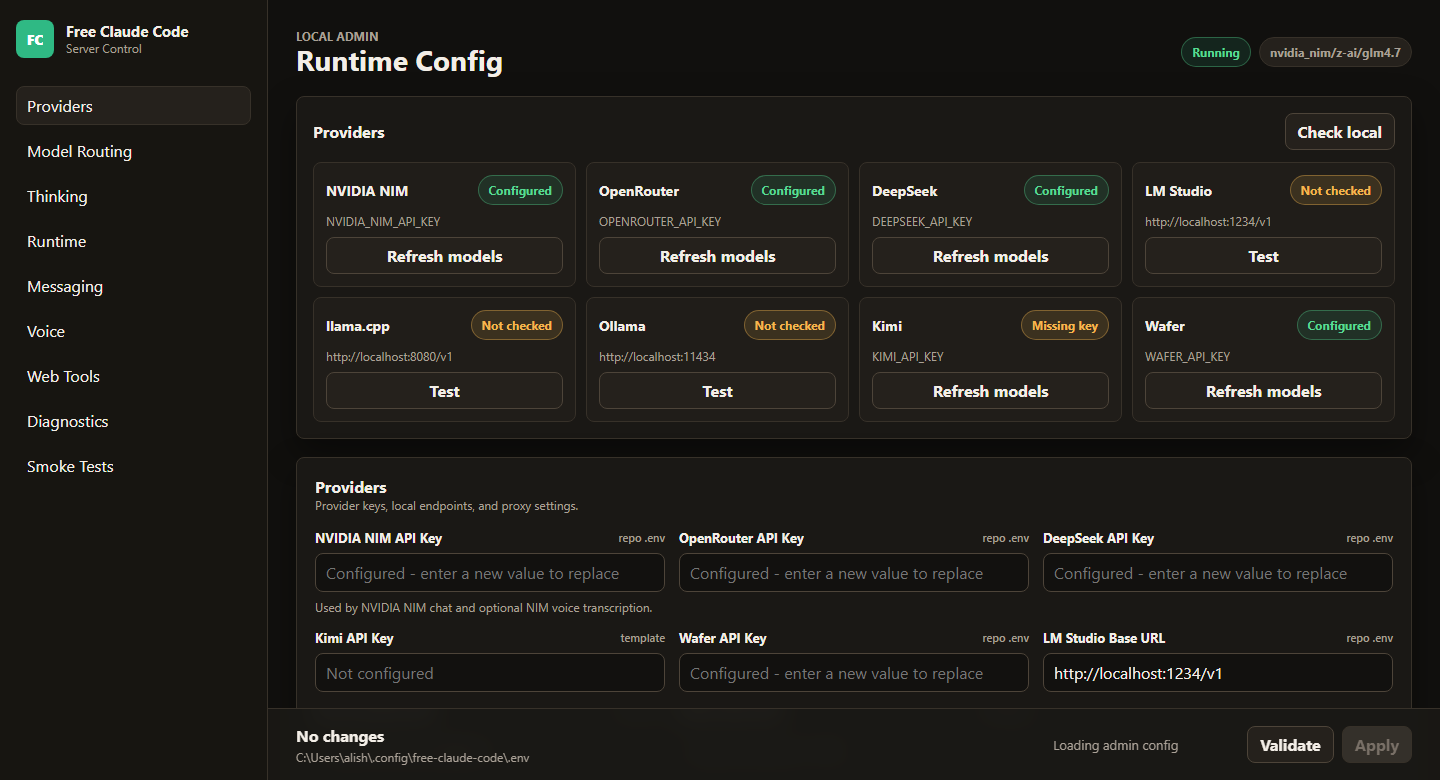 FC
Free Claude Code
Server Control
Providers
Model Routing
Thinking
Runtime
Messaging
Voice
Web Tools
Diagnostics
Smoke Tests
LOCAL ADMIN
Runtime Config
Running
nvidia_nim/z-ai/glm4.7
Providers
Check local
NVIDIA NIM
Configured
NVIDIA_NIM_API_KEY
Refresh models
OpenRouter
Configured
OPENROUTER_API_KEY
Refresh models
DeepSeek
Configured
DEEPSEEK_API_KEY
Refresh models
LM Studio
Not checked
http://localhost:1234/v1
Test
llama.cpp
Not checked
http://localhost:8080/v1
Test
Ollama
Not checked
http://localhost:11434
Test
Kimi
Missing key
KIMI_API_KEY
Refresh models
Wafer
Configured
WAFER_API_KEY
Refresh models
Providers
Provider keys, local endpoints, and proxy settings.
NVIDIA NIM API Key
repo .env
Configured - enter a new value to replace
Used by NVIDIA NIM chat and optional NIM voice transcription.
OpenRouter API Key
repo .env
Configured - enter a new value to replace
DeepSeek API Key
repo .env
Configured - enter a new value to replace
Kimi API Key
template
Not configured
Wafer API Key
repo .env
Configured - enter a new value to replace
LM Studio Base URL
repo .env
http://localhost:1234/v1
No changes
C:\Users\alish\.config\free-claude-code\.env
Loading admin config
Validate
Apply